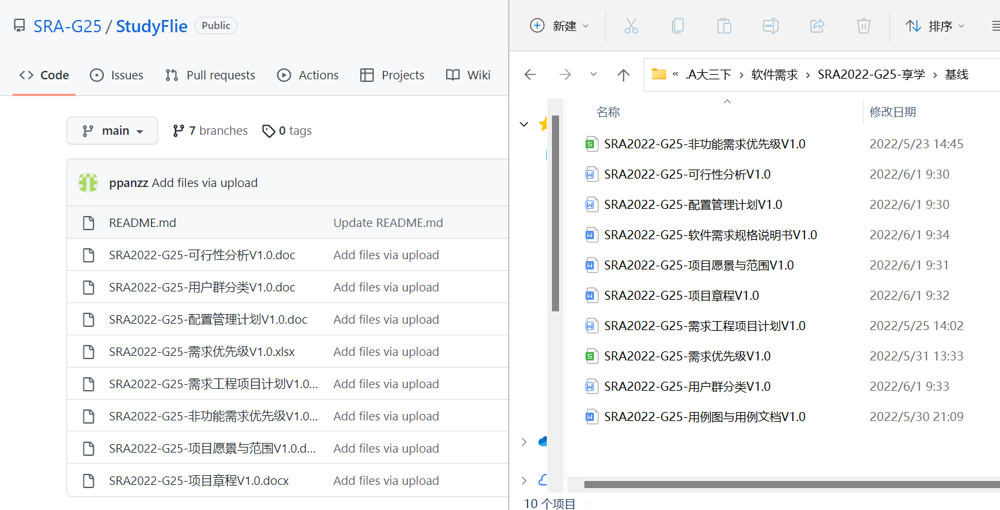 SRA-G25 / StudyFlie Public
Code Issues Pull requests Actions Projects Wiki
main 7 branches 0 tags
ppanzz Add files via upload
README.md Update README.md
SRA2022-G25-可行性分析V1.0.doc Add files via upload
SRA2022-G25-用户群分类V1.0.doc Add files via upload
SRA2022-G25-配置管理计划V1.0.doc Add files via upload
SRA2022-G25-需求优先级V1.0.xlsx Add files via upload
SRA2022-G25-需求工程项目计划V1.0... Add files via upload
SRA2022-G25-非功能需求优先级V1.0... Add files via upload
SRA2022-G25-项目愿景与范围V1.0.d... Add files via upload
SRA2022-G25-项目章程V1.0.docx Add files via upload
新建 排序
« .A大三下 › 软件需求 › SRA2022-G25-享学 › 基线
名称 修改日期
SRA2022-G25-非功能需求优先级V1.0 2022/5/23 14:45
SRA2022-G25-可行性分析V1.0 2022/6/1 9:30
SRA2022-G25-配置管理计划V1.0 2022/6/1 9:30
SRA2022-G25-软件需求规格说明书V1.0 2022/6/1 9:34
SRA2022-G25-项目愿景与范围V1.0 2022/6/1 9:31
SRA2022-G25-项目章程V1.0 2022/6/1 9:32
SRA2022-G25-需求工程项目计划V1.0 2022/5/25 14:02
SRA2022-G25-需求优先级V1.0 2022/5/31 13:33
SRA2022-G25-用户群分类V1.0 2022/6/1 9:33
SRA2022-G25-用例图与用例文档V1.0 2022/5/30 21:09
10 个项目